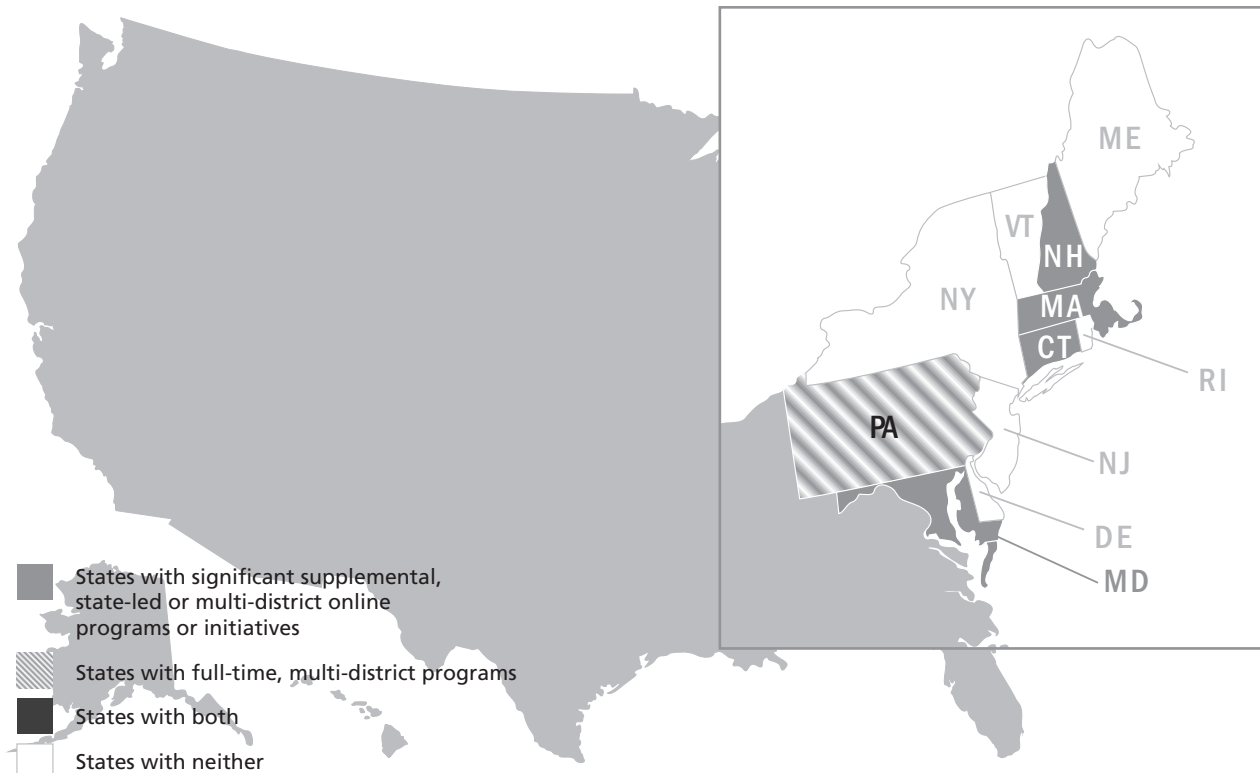 ME
VT
NH
NY
MA
CT
RI
PA
NJ
DE
MD
States with significant supplemental,
state-led or multi-district online
programs or initiatives
States with full-time, multi-district programs
States with both
States with neither